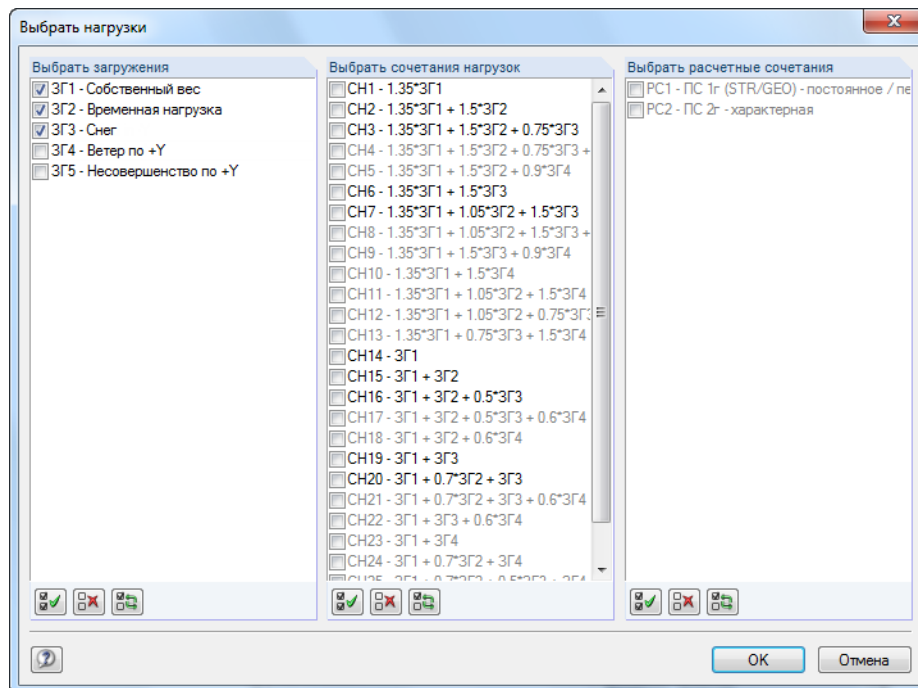 Выбрать нагрузки
Выбрать загружения
ЗГ1 - Собственный вес
ЗГ2 - Временная нагрузка
ЗГ3 - Снег
ЗГ4 - Ветер по +Y
ЗГ5 - Несовершенство по +Y
Выбрать сочетания нагрузок
СН1 - 1.35*ЗГ1
СН2 - 1.35*ЗГ1 + 1.5*ЗГ2
СН3 - 1.35*ЗГ1 + 1.5*ЗГ2 + 0.75*ЗГ3
СН4 - 1.35*ЗГ1 + 1.5*ЗГ2 + 0.75*ЗГ3 +
СН5 - 1.35*ЗГ1 + 1.5*ЗГ2 + 0.9*ЗГ4
СН6 - 1.35*ЗГ1 + 1.5*ЗГ3
СН7 - 1.35*ЗГ1 + 1.05*ЗГ2 + 1.5*ЗГ3
СН8 - 1.35*ЗГ1 + 1.05*ЗГ2 + 1.5*ЗГ3 +
СН9 - 1.35*ЗГ1 + 1.5*ЗГ3 + 0.9*ЗГ4
СН10 - 1.35*ЗГ1 + 1.5*ЗГ4
СН11 - 1.35*ЗГ1 + 1.05*ЗГ2 + 1.5*ЗГ4
СН12 - 1.35*ЗГ1 + 1.05*ЗГ2 + 0.75*ЗГ3
СН13 - 1.35*ЗГ1 + 0.75*ЗГ3 + 1.5*ЗГ4
СН14 - ЗГ1
СН15 - ЗГ1 + ЗГ2
СН16 - ЗГ1 + ЗГ2 + 0.5*ЗГ3
СН17 - ЗГ1 + ЗГ2 + 0.5*ЗГ3 + 0.6*ЗГ4
СН18 - ЗГ1 + ЗГ2 + 0.6*ЗГ4
СН19 - ЗГ1 + ЗГ3
СН20 - ЗГ1 + 0.7*ЗГ2 + ЗГ3
СН21 - ЗГ1 + 0.7*ЗГ2 + ЗГ3 + 0.6*ЗГ4
СН22 - ЗГ1 + ЗГ3 + 0.6*ЗГ4
СН23 - ЗГ1 + ЗГ4
СН24 - ЗГ1 + 0.7*ЗГ2 + ЗГ4
СН25 - ЗГ1 + 0.7*ЗГ2 + 0.5*ЗГ3 + ЗГ4
Выбрать расчетные сочетания
РС1 - ПС 1г (STR/GEO) - постоянное / пе
РС2 - ПС 2г - характерная
OK
Отмена